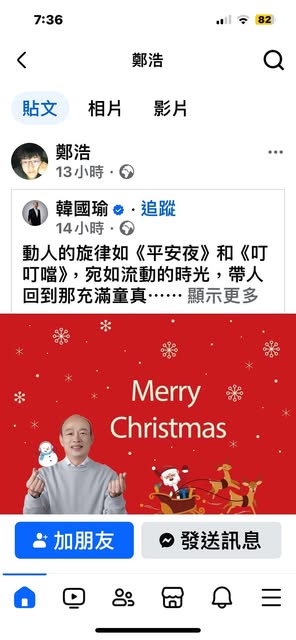 7:36
82
鄭浩
貼文 相片 影片
鄭浩
13小時·
韓國瑜 · 追蹤
14小時·
動人的旋律如《平安夜》和《叮
叮噹》，宛如流動的時光，帶人
回到那充滿童真⋯⋯ 顯示更多
Merry
Christmas
加朋友
發送訊息